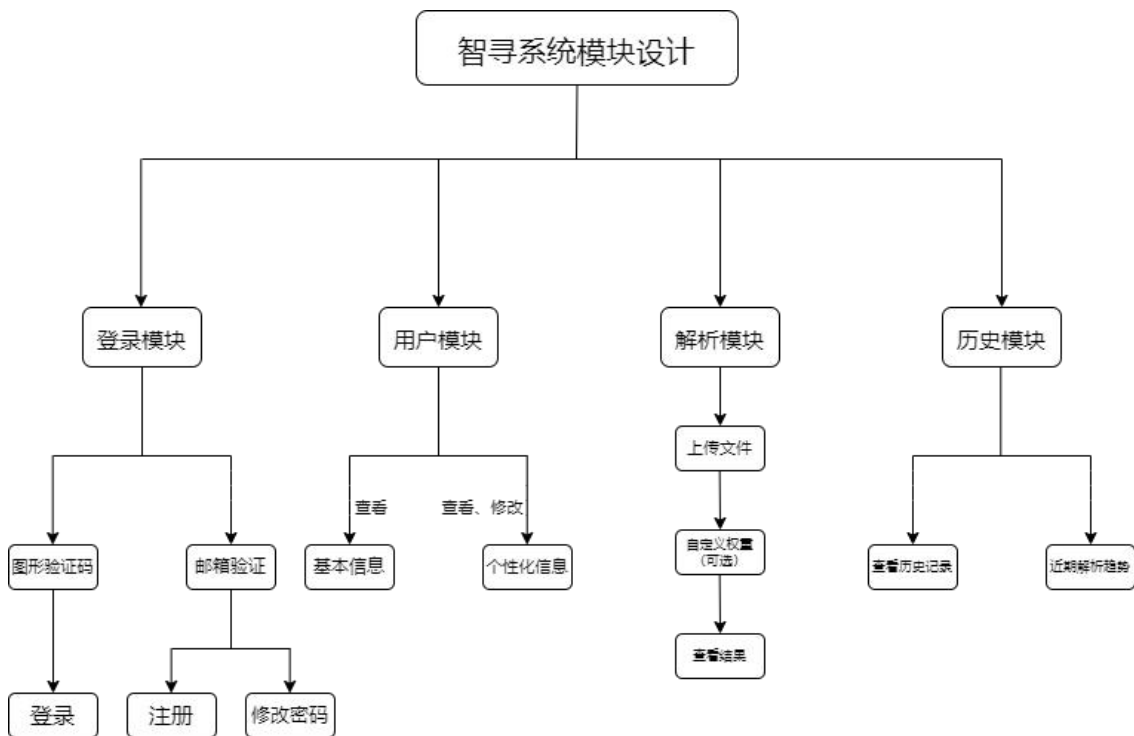 智寻系统模块设计
登录模块
用户模块
解析模块
历史模块
上传文件
查看
查看、修改
图形验证码
邮箱验证
基本信息
个性化信息
自定义权重
(可选)
查看历史记录
近期解析趋势
查看结果
登录
注册
修改密码